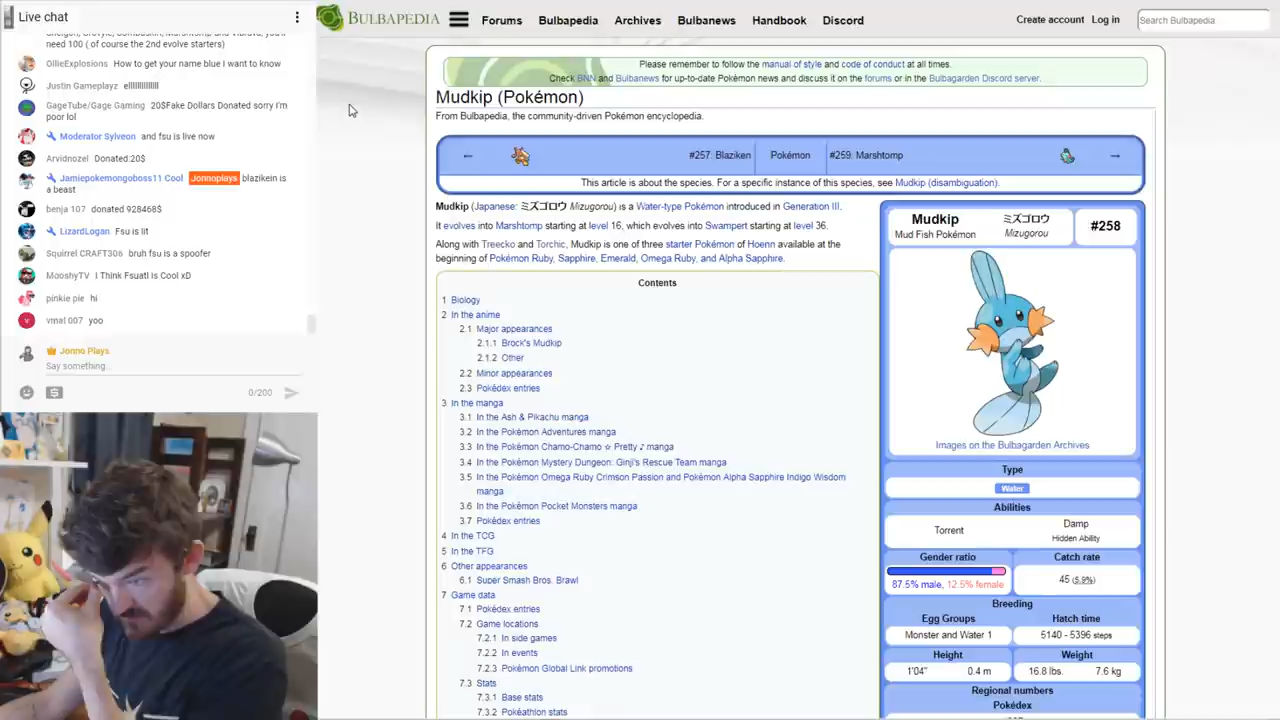 Live chat
need 100 ( of course the 2nd evolve starters)
OllieExplosions How to get your name blue I want to know
GageTube/Gage Gaming 20$Fake Dollars Donated sorry I'm
poor lol
Moderator Sylveon and fsu is live now
Arvidnozel Donated:20$
Jamiepokemongoboss11 Cool Jonnoplays blazikein is
a beast
benja 107 donated 928468$
LizardLogan Fsu is lit
Squirrel CRAFT306 bruh fsu is a spoofer
MooshyTV I Think Fsuatl Is Cool xD
pinkie pie hi
vmal 007 yoo
Jonno Plays
Say something...
0/200
BULBAPEDIA Forums Bulbapedia Archives Bulbanews Handbook Discord Create account Log in Search Bulbapedia
Please remember to follow the manual of style and code of conduct at all times.
Check BNN and Bulbanews for up-to-date Pokémon news and discuss it on the forums or in the Bulbagarden Discord server.
Mudkip (Pokémon)
From Bulbapedia, the community-driven Pokémon encyclopedia.
← #257: Blaziken Pokémon #259: Marshtomp →
This article is about the species. For a specific instance of this species, see Mudkip (disambiguation).
Mudkip (Japanese: ミズゴロウ Mizugorou) is a Water-type Pokémon introduced in Generation III.
It evolves into Marshtomp starting at level 16, which evolves into Swampert starting at level 36.
Along with Treecko and Torchic, Mudkip is one of three starter Pokémon of Hoenn available at the
beginning of Pokémon Ruby, Sapphire, Emerald, Omega Ruby, and Alpha Sapphire.
Contents
1 Biology
2 In the anime
2.1 Major appearances
2.1.1 Brock's Mudkip
2.1.2 Other
2.2 Minor appearances
2.3 Pokédex entries
3 In the manga
3.1 In the Ash & Pikachu manga
3.2 In the Pokémon Adventures manga
3.3 In the Pokémon Chamo-Chamo ☆ Pretty ♪ manga
3.4 In the Pokémon Mystery Dungeon: Ginji's Rescue Team manga
3.5 In the Pokémon Omega Ruby Crimson Passion and Pokémon Alpha Sapphire Indigo Wisdom
manga
3.6 In the Pokémon Pocket Monsters manga
3.7 Pokédex entries
4 In the TCG
5 In the TFG
6 Other appearances
6.1 Super Smash Bros. Brawl
7 Game data
7.1 Pokédex entries
7.2 Game locations
7.2.1 In side games
7.2.2 In events
7.2.3 Pokémon Global Link promotions
7.3 Stats
7.3.1 Base stats
7.3.2 Pokéathlon stats
Mudkip ミズゴロウ #258
Mud Fish Pokémon Mizugorou
Images on the Bulbagarden Archives
Type
Water
Abilities
Torrent Damp
Hidden Ability
Gender ratio Catch rate
87.5% male, 12.5% female 45 (5.9%)
Breeding
Egg Groups Hatch time
Monster and Water 1 5140 - 5396 steps
Height Weight
1'04" 0.4 m 16.8 lbs. 7.6 kg
Regional numbers
Pokédex